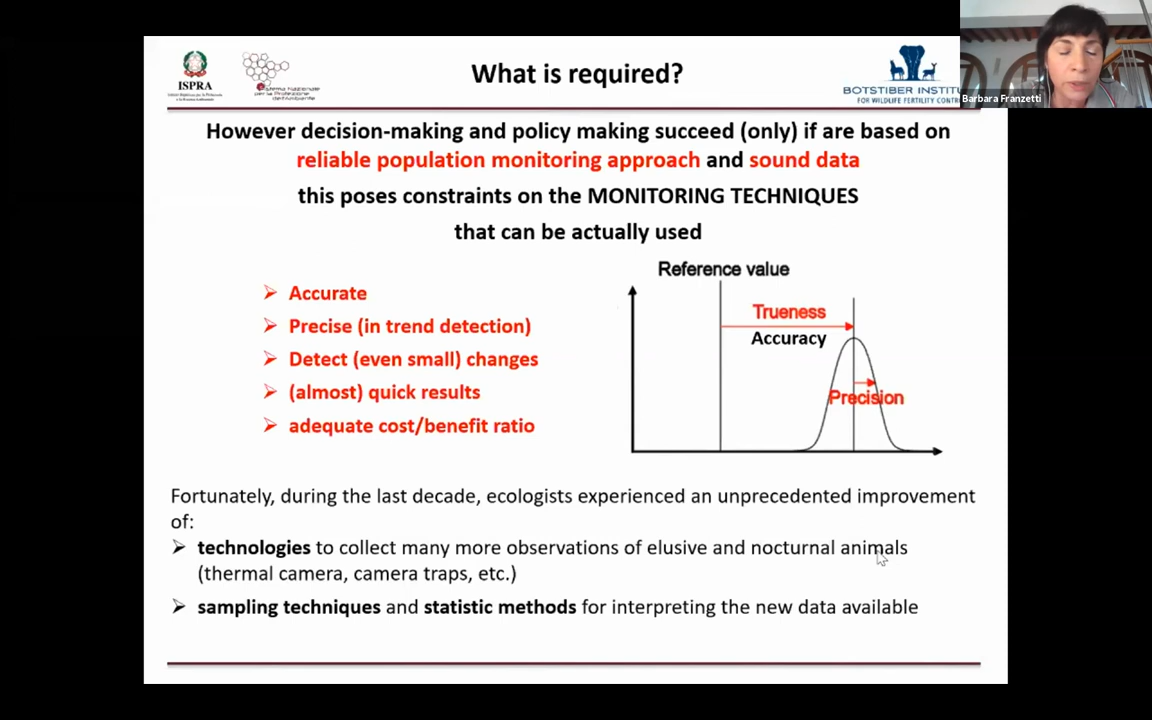 ISPRA
What is required?
BOTSTIBER INSTIT
FOR WILDLIFE FERTILITY CONTR
Barbara Franzetti
However decision-making and policy making succeed (only) if are based on
reliable population monitoring approach and sound data
this poses constraints on the MONITORING TECHNIQUES
that can be actually used
Reference value
Trueness
Accuracy
Precision
➢ Accurate
➢ Precise (in trend detection)
➢ Detect (even small) changes
➢ (almost) quick results
➢ adequate cost/benefit ratio
Fortunately, during the last decade, ecologists experienced an unprecedented improvement
of:
➢ technologies to collect many more observations of elusive and nocturnal animals
(thermal camera, camera traps, etc.)
➢ sampling techniques and statistic methods for interpreting the new data available